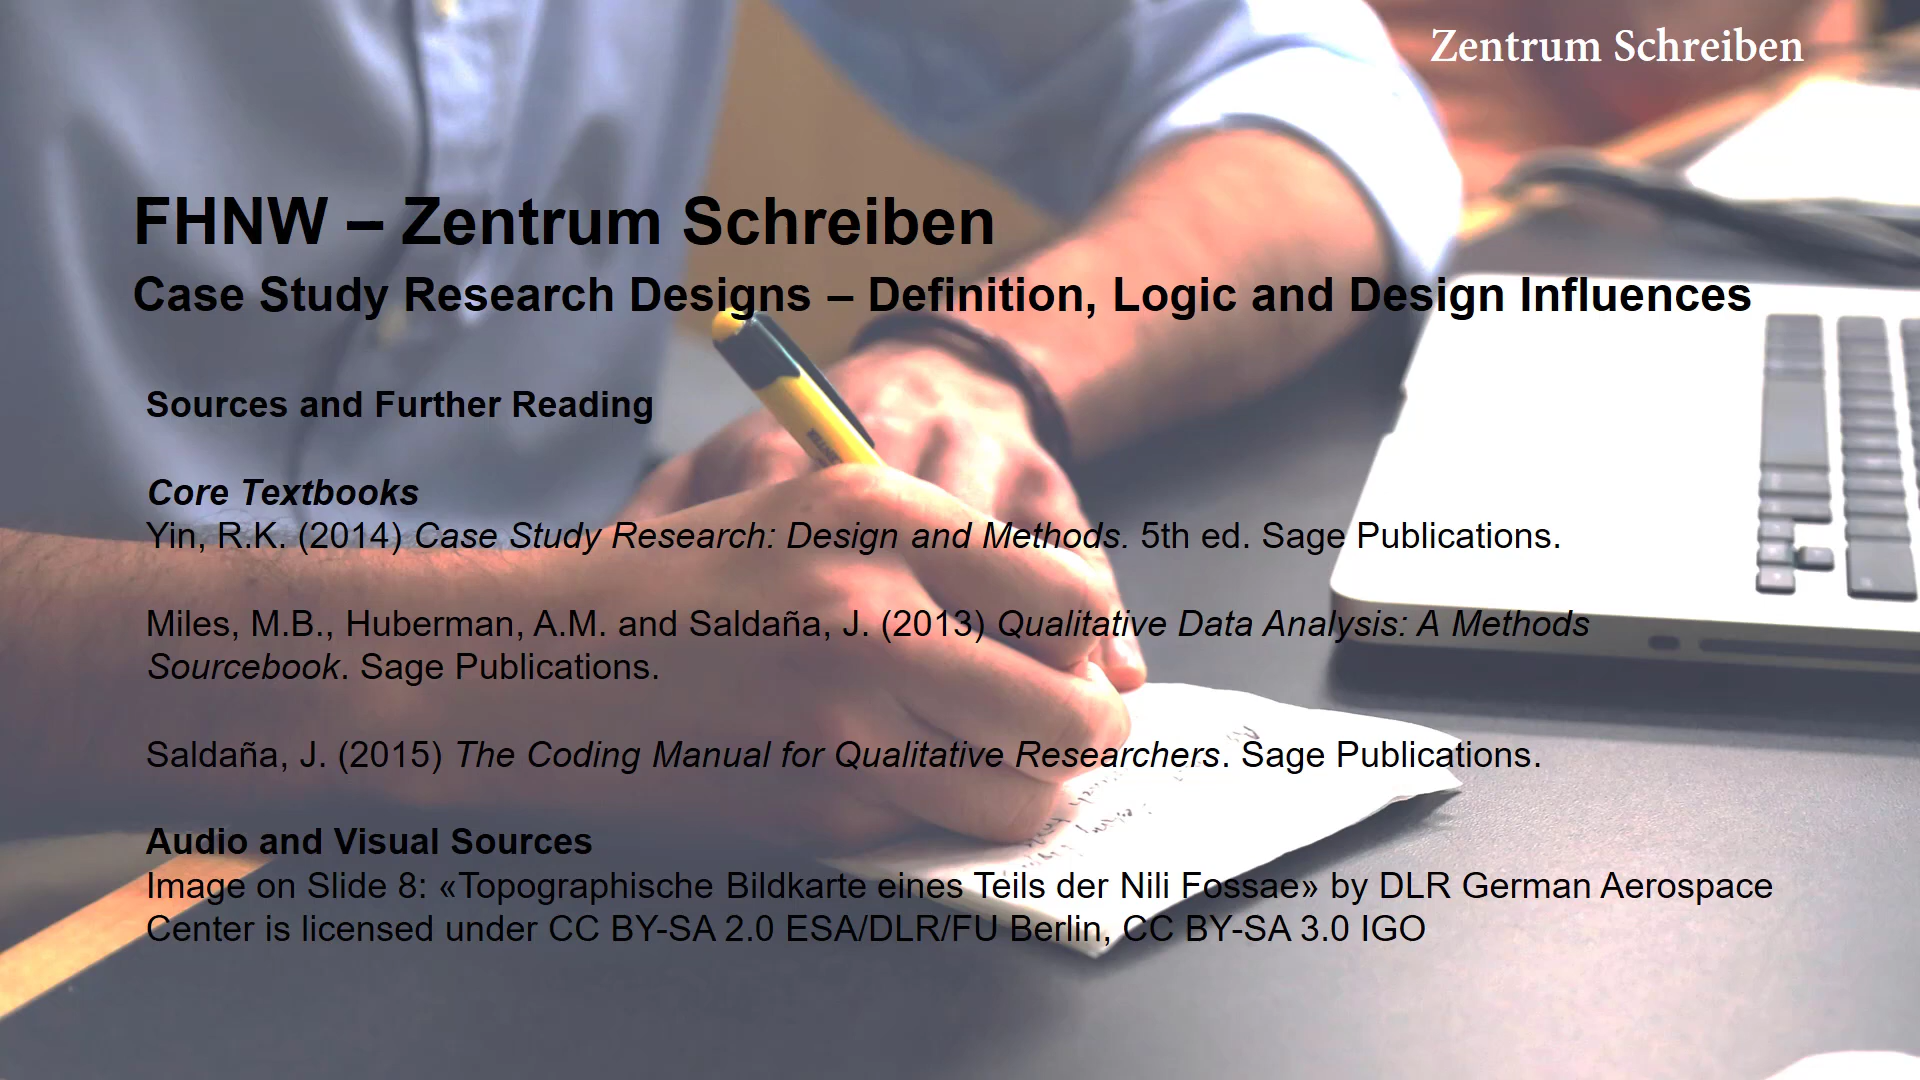 Zentrum Schreiben
FHNW – Zentrum Schreiben
Case Study Research Designs – Definition, Logic and Design Influences
Sources and Further Reading
Core Textbooks
Yin, R.K. (2014) Case Study Research: Design and Methods. 5th ed. Sage Publications.
Miles, M.B., Huberman, A.M. and Saldaña, J. (2013) Qualitative Data Analysis: A Methods
Sourcebook. Sage Publications.
Saldaña, J. (2015) The Coding Manual for Qualitative Researchers. Sage Publications.
Audio and Visual Sources
Image on Slide 8: «Topographische Bildkarte eines Teils der Nili Fossae» by DLR German Aerospace
Center is licensed under CC BY-SA 2.0 ESA/DLR/FU Berlin, CC BY-SA 3.0 IGO